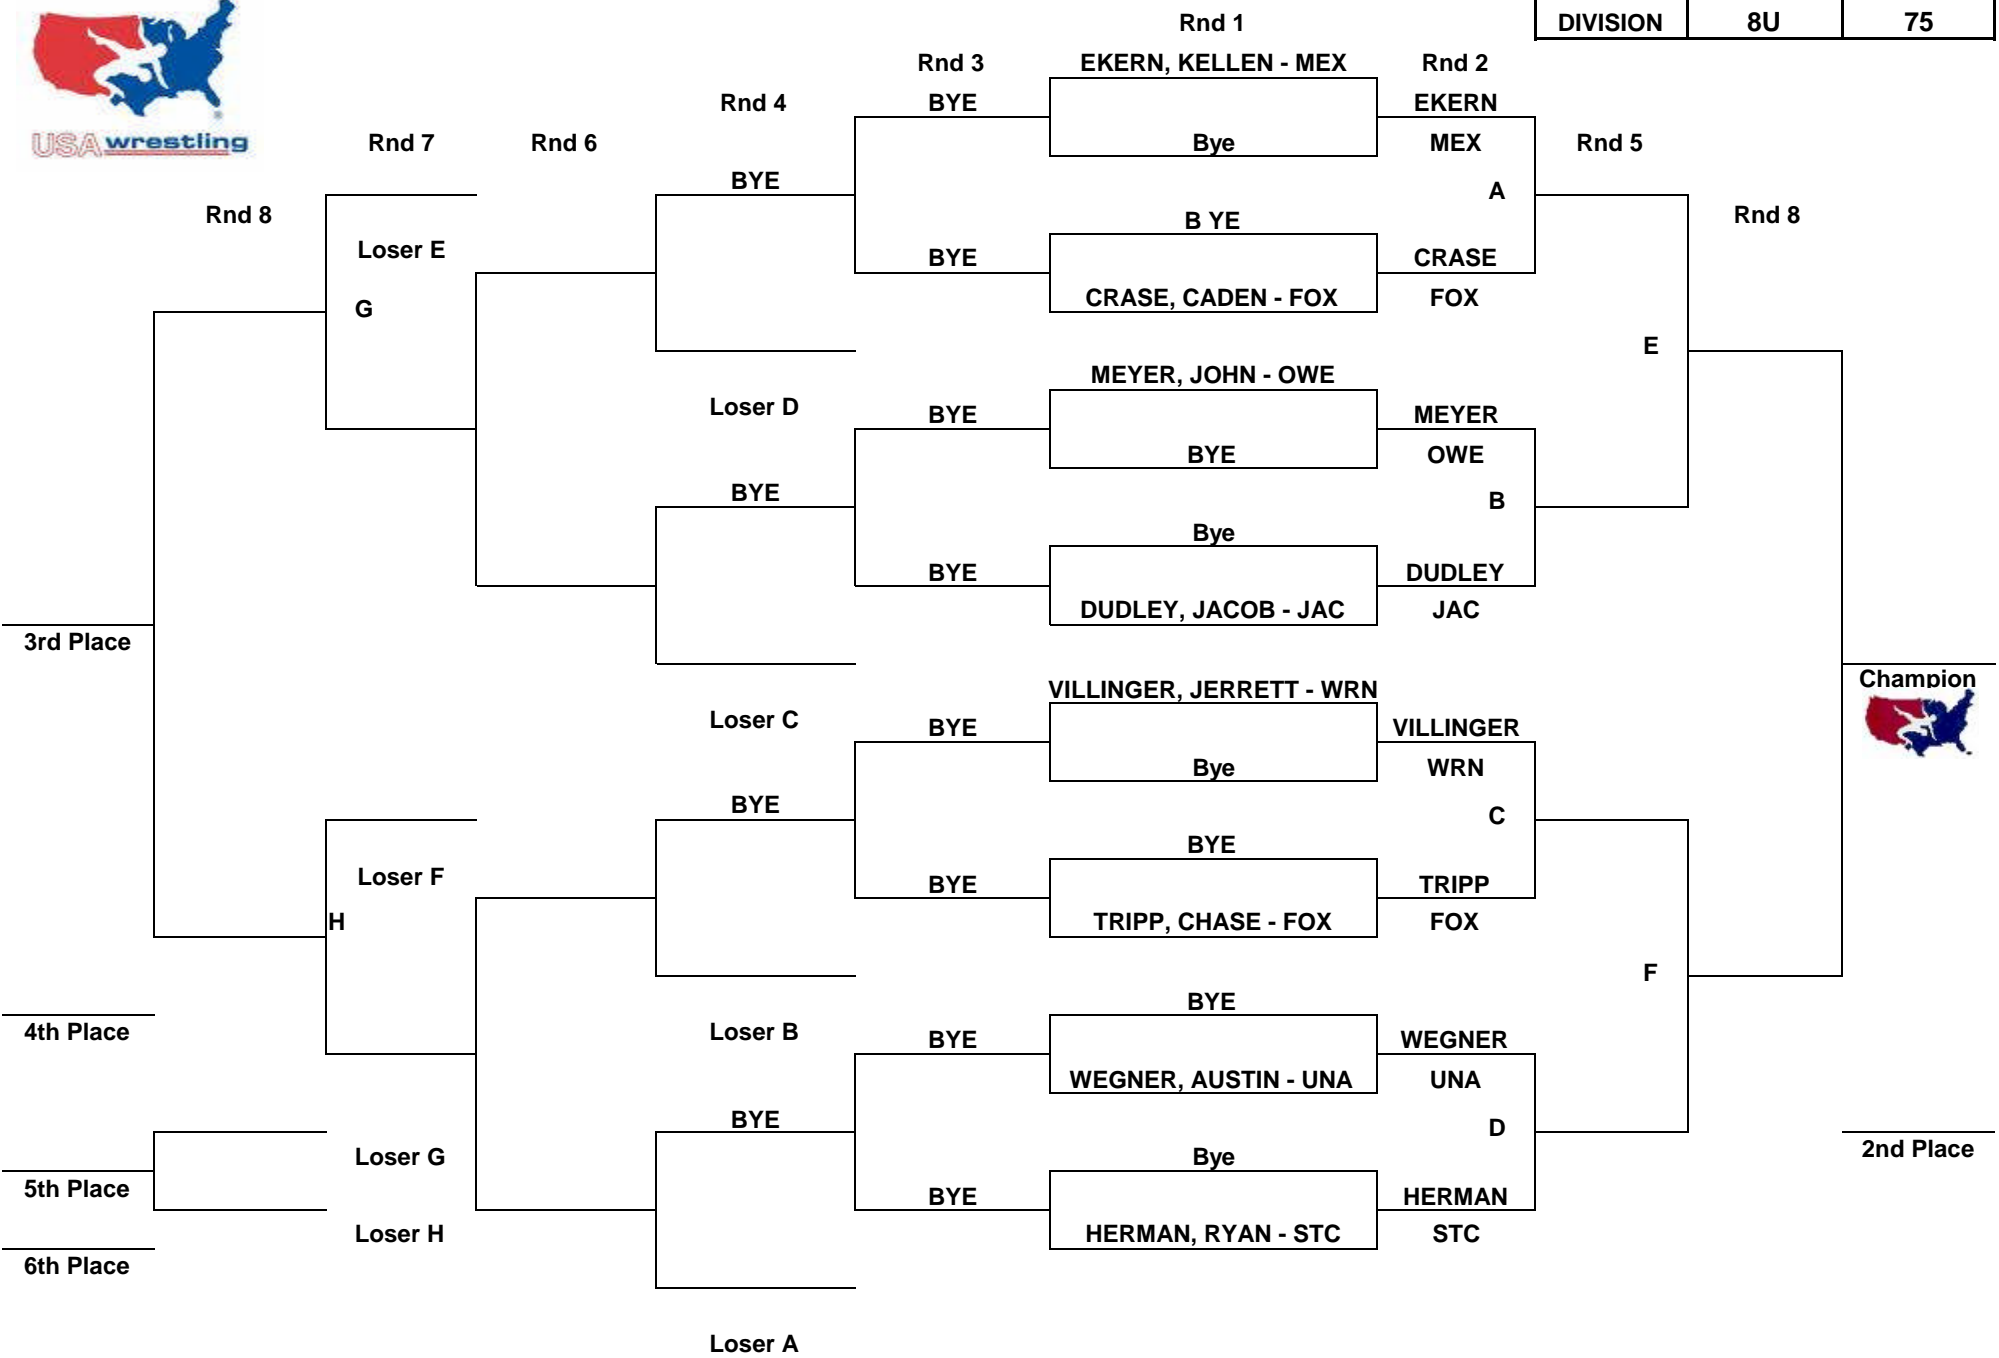 Rnd 1
DIVISION 8U 75
Rnd 3 EKERN, KELLEN - MEX Rnd 2
Rnd 4 BYE EKERN
USA wrestling Rnd 7 Rnd 6 Bye MEX Rnd 5
BYE
A
Rnd 8 B YE Rnd 8
Loser E BYE CRASE
G CRASE, CADEN - FOX FOX
E
MEYER, JOHN - OWE
Loser D BYE MEYER
BYE OWE
BYE
B
Bye
BYE DUDLEY
DUDLEY, JACOB - JAC JAC
3rd Place
Champion
VILLINGER, JERRETT - WRN
Loser C BYE VILLINGER
Bye WRN
BYE
C
BYE
Loser F BYE TRIPP
H TRIPP, CHASE - FOX FOX
F
BYE
4th Place Loser B BYE WEGNER
WEGNER, AUSTIN - UNA UNA
BYE
D
Loser G Bye 2nd Place
5th Place BYE HERMAN
Loser H HERMAN, RYAN - STC STC
6th Place
Loser A